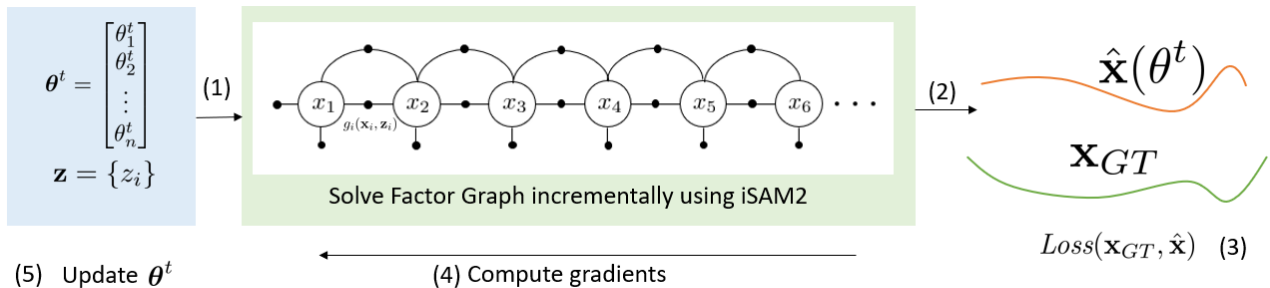 θ^t = [θ_1^t θ_2^t ⋮ θ_n^t]
z = {z_i}
(1)
x_1 x_2 x_3 x_4 x_5 x_6 · · ·
g_i(x_i, z_i)
Solve Factor Graph incrementally using iSAM2
(2)
x̂(θ^t)
x_GT
Loss(x_GT, x̂) (3)
(4) Compute gradients
(5) Update θ^t